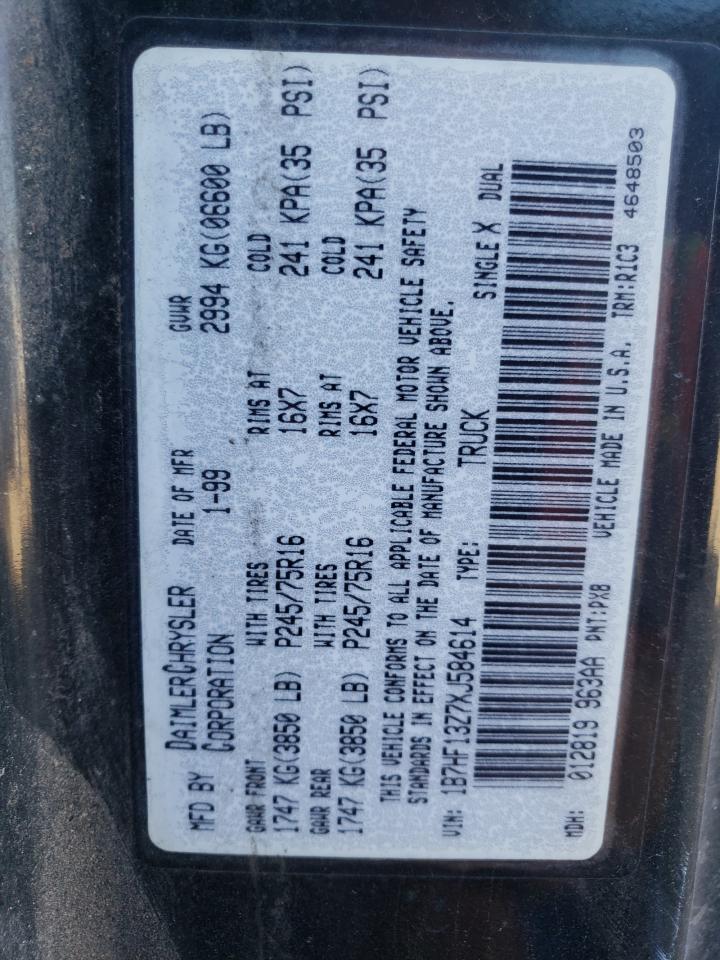 MFD BY DAIMLERCHRYSLER CORPORATION DATE OF MFR 1-99 GVWR 2994 KG(06600 LB)
GAWR FRONT WITH TIRES RIMS AT COLD
1747 KG(3850 LB) P245/75R16 16X7 241 KPA(35 PSI)
GAWR REAR WITH TIRES RIMS AT COLD
1747 KG(3850 LB) P245/75R16 16X7 241 KPA(35 PSI)
THIS VEHICLE CONFORMS TO ALL APPLICABLE FEDERAL MOTOR VEHICLE SAFETY
STANDARDS IN EFFECT ON THE DATE OF MANUFACTURE SHOWN ABOVE.
VIN: 1B7HF13Z7XJ584614 TYPE: TRUCK SINGLE X DUAL
MDH: 012819 963AA PNT:PX8 VEHICLE MADE IN U.S.A. TRM:R1C3
4648503